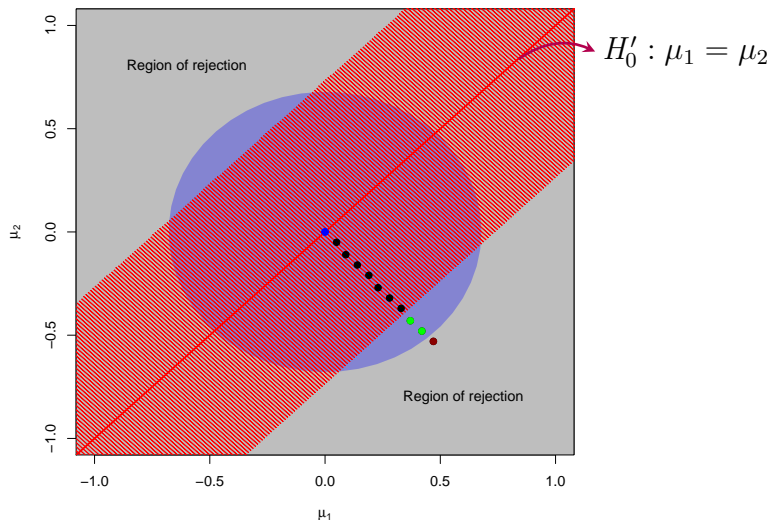 1.0
Region of rejection
H₀′ : μ₁ = μ₂
0.5
μ₂
0.0
−0.5
Region of rejection
−1.0
−1.0 −0.5 0.0 0.5 1.0
μ₁